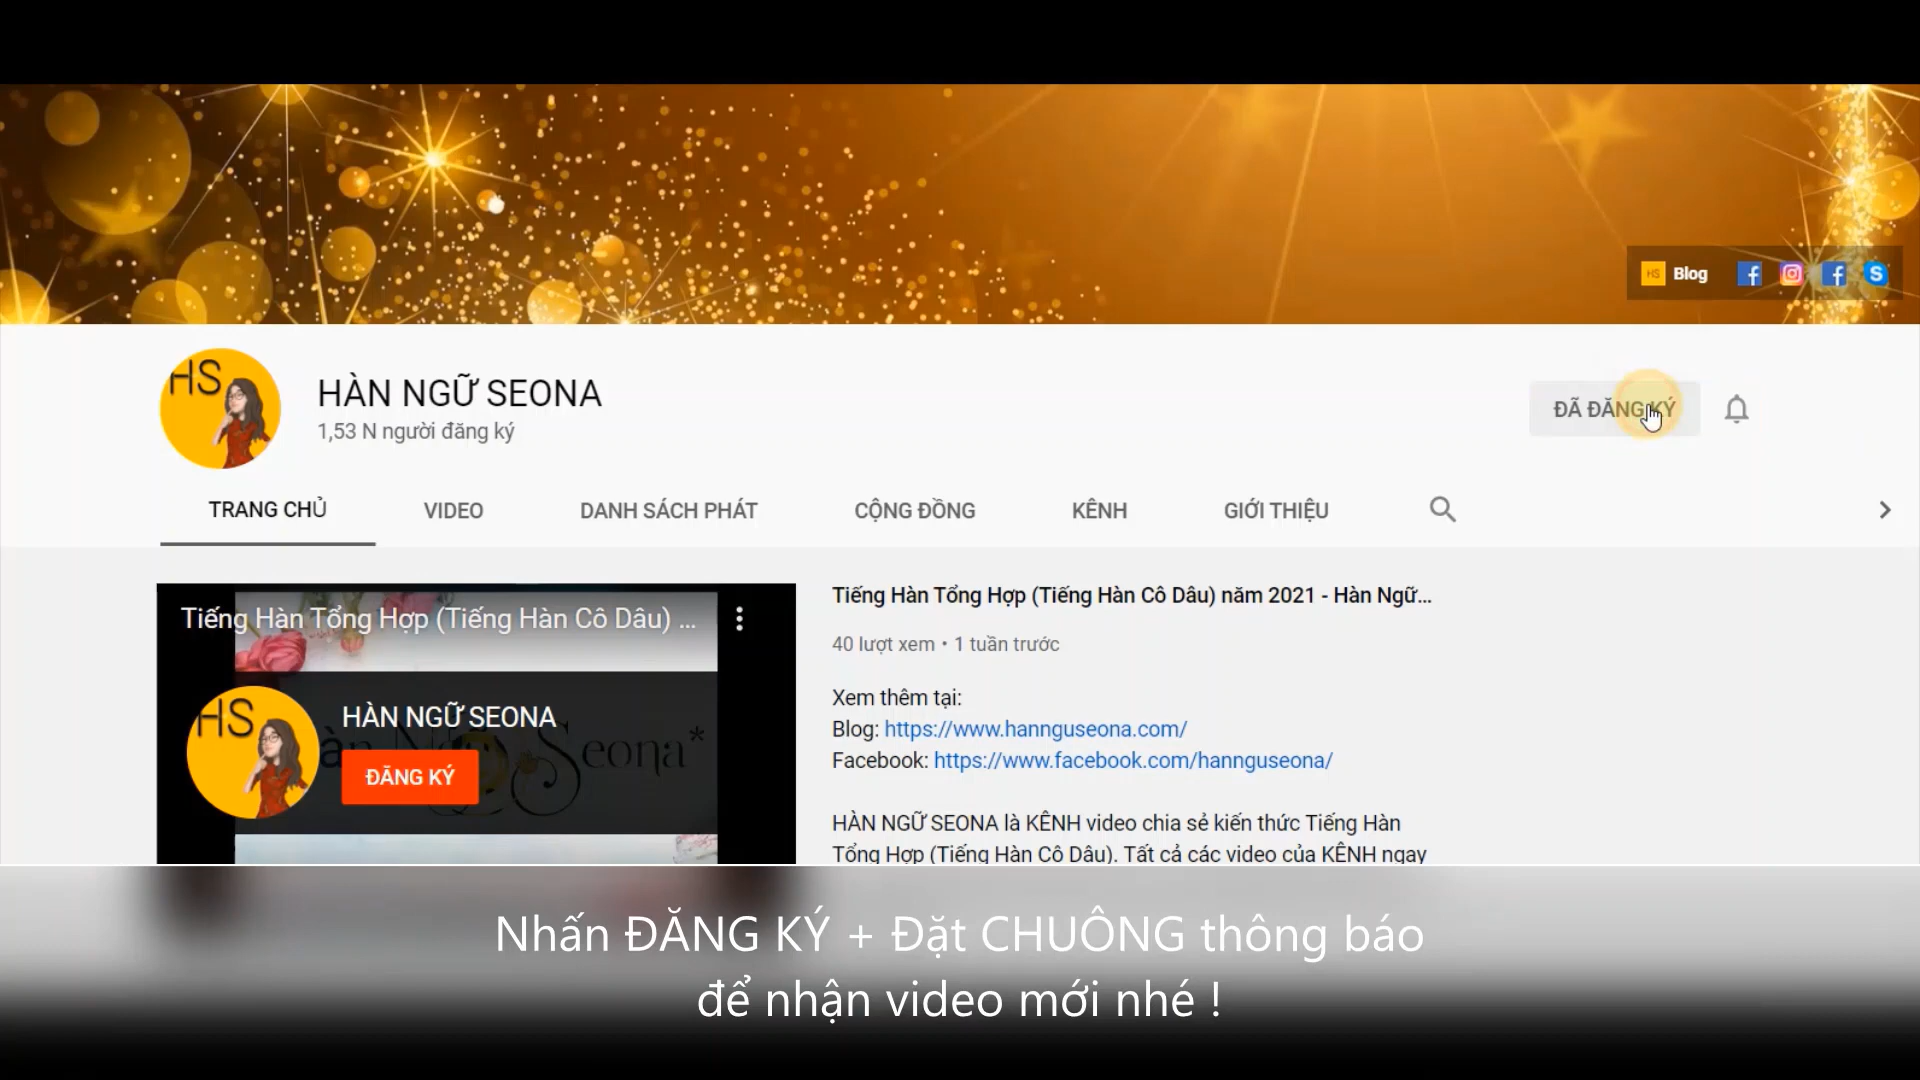 HS Blog
HS
HÀN NGỮ SEONA
1,53 N người đăng ký
ĐÃ ĐĂNG KÝ
TRANG CHỦ VIDEO DANH SÁCH PHÁT CỘNG ĐỒNG KÊNH GIỚI THIỆU
Tiếng Hàn Tổng Hợp (Tiếng Hàn Cô Dâu) ...
HS
HÀN NGỮ SEONA
ĐĂNG KÝ
Seona*
Tiếng Hàn Tổng Hợp (Tiếng Hàn Cô Dâu) năm 2021 - Hàn Ngữ...
40 lượt xem • 1 tuần trước
Xem thêm tại:
Blog: https://www.hannguseona.com/
Facebook: https://www.facebook.com/hannguseona/
HÀN NGỮ SEONA là KÊNH video chia sẻ kiến thức Tiếng Hàn
Tổng Hợp (Tiếng Hàn Cô Dâu). Tất cả các video của KÊNH ngay
Nhấn ĐĂNG KÝ + Đặt CHUÔNG thông báo
để nhận video mới nhé !